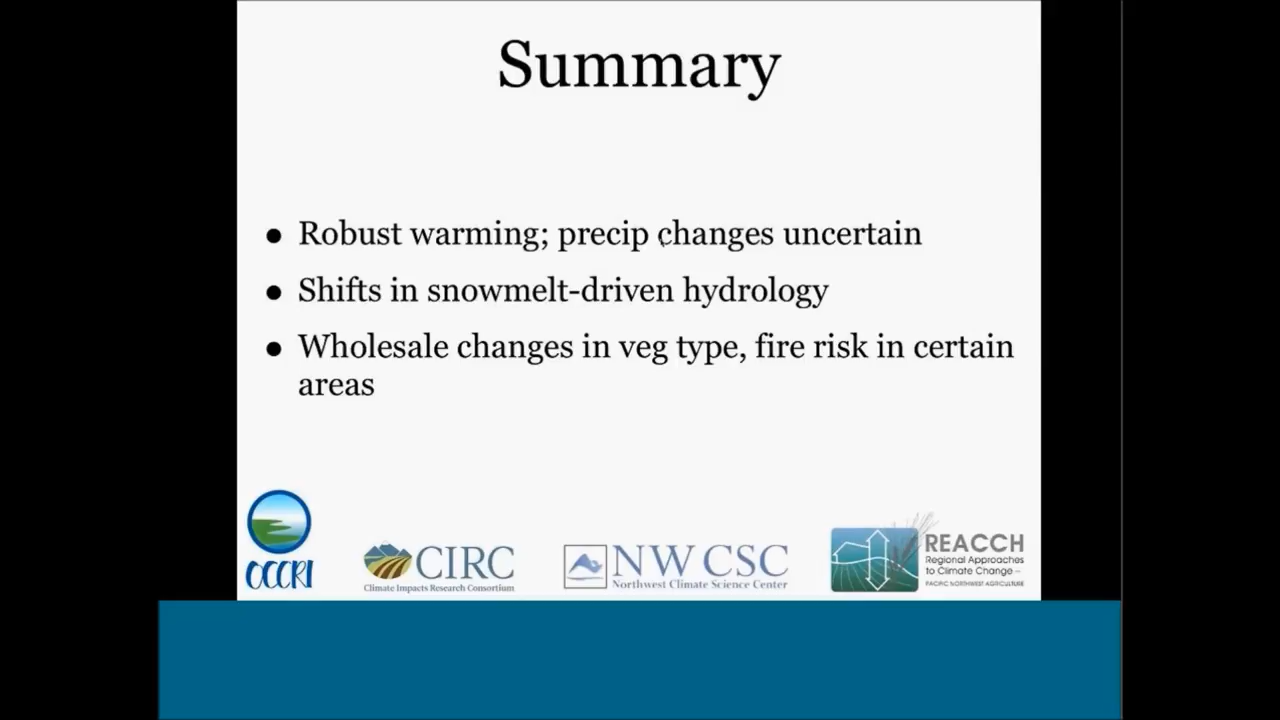 Summary
● Robust warming; precip changes uncertain
● Shifts in snowmelt-driven hydrology
● Wholesale changes in veg type, fire risk in certain
areas
OCCRI
CIRC
Climate Impacts Research Consortium
NW CSC
Northwest Climate Science Center
REACCH
Regional Approaches
to Climate Change –
PACIFIC NORTHWEST AGRICULTURE